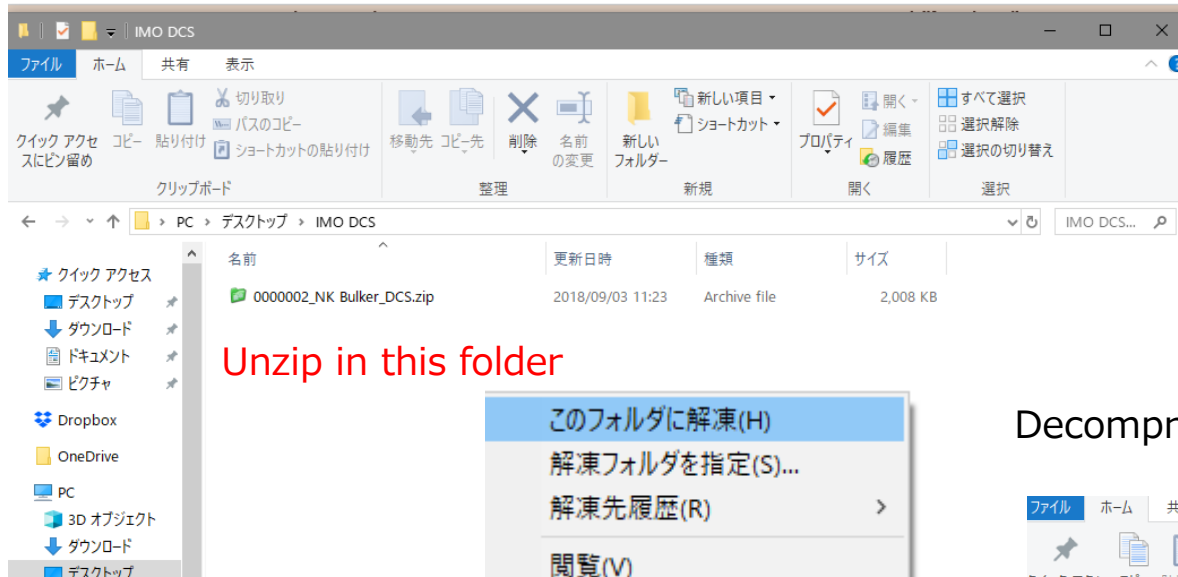 IMO DCS
ファイル ホーム 共有 表示
クイック アクセスにピン留め
コピー
貼り付け
切り取り
パスのコピー
ショートカットの貼り付け
クリップボード
移動先
コピー先
削除
名前の変更
整理
新しいフォルダー
新しい項目
ショートカット
新規
プロパティ
開く
編集
履歴
開く
すべて選択
選択解除
選択の切り替え
選択
PC デスクトップ IMO DCS
IMO DCS...
名前 更新日時 種類 サイズ
0000002_NK Bulker_DCS.zip 2018/09/03 11:23 Archive file 2,008 KB
クイック アクセス
デスクトップ
ダウンロード
ドキュメント
ピクチャ
Dropbox
OneDrive
PC
3D オブジェクト
ダウンロード
デスクトップ
Unzip in this folder
このフォルダに解凍(H)
解凍フォルダを指定(S)...
解凍先履歴(R)
閲覧(V)
ファイル ホーム